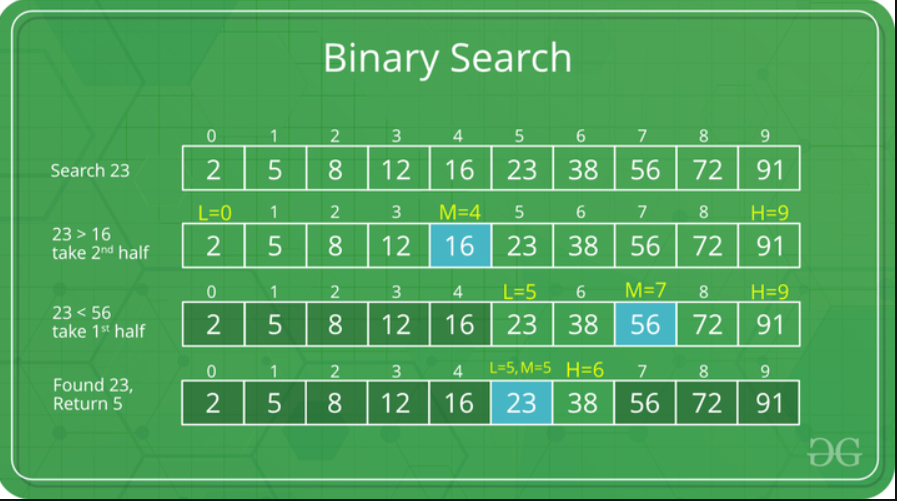 Binary Search
0 1 2 3 4 5 6 7 8 9
Search 23 2 5 8 12 16 23 38 56 72 91
L=0 1 2 3 M=4 5 6 7 8 H=9
23 > 16
take 2nd half 2 5 8 12 16 23 38 56 72 91
0 1 2 3 4 L=5 6 M=7 8 H=9
23 < 56
take 1st half 2 5 8 12 16 23 38 56 72 91
0 1 2 3 4 L=5, M=5 H=6 7 8 9
Found 23,
Return 5 2 5 8 12 16 23 38 56 72 91